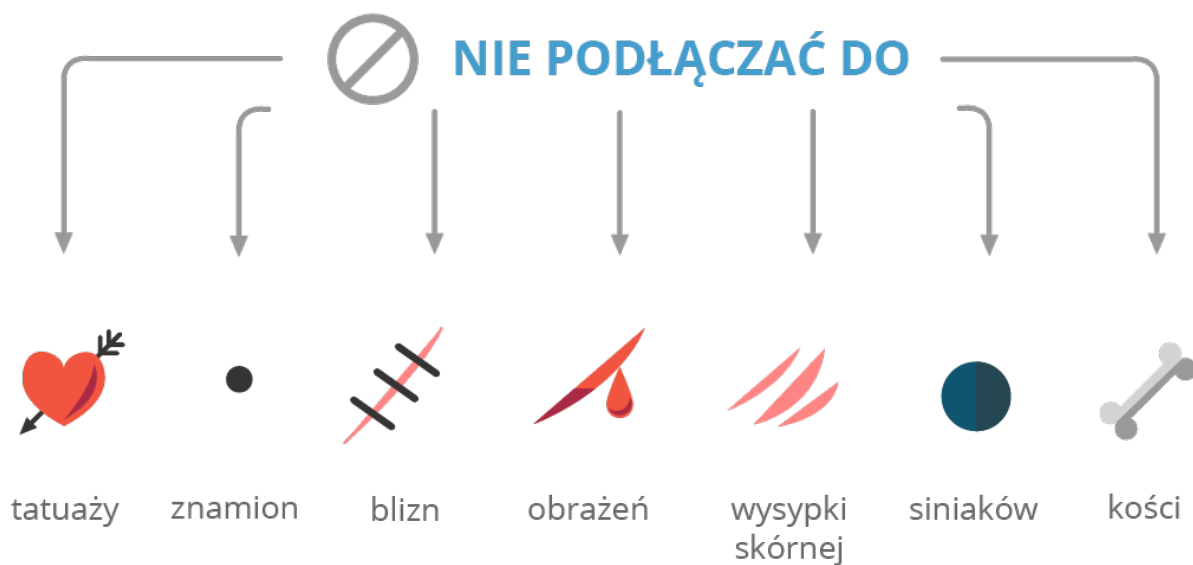 NIE PODŁĄCZAĆ DO
tatuaży
znamion
blizn
obrażeń
wysypki
skórnej
siniaków
kości